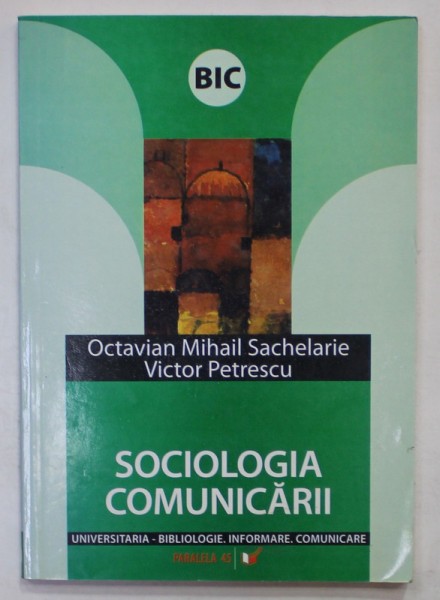 BIC
Octavian Mihail Sachelarie
Victor Petrescu
SOCIOLOGIA
COMUNICĂRII
UNIVERSITARIA - BIBLIOLOGIE. INFORMARE. COMUNICARE
PARALELA 45